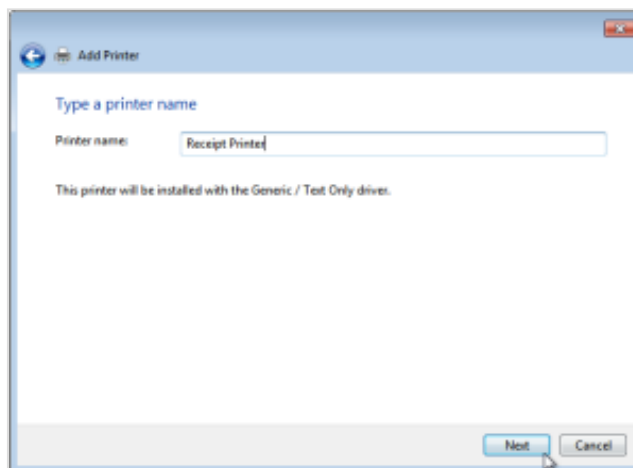 Add Printer
Type a printer name
Printer name: Receipt Printer
This printer will be installed with the Generic / Text Only driver.
Next Cancel